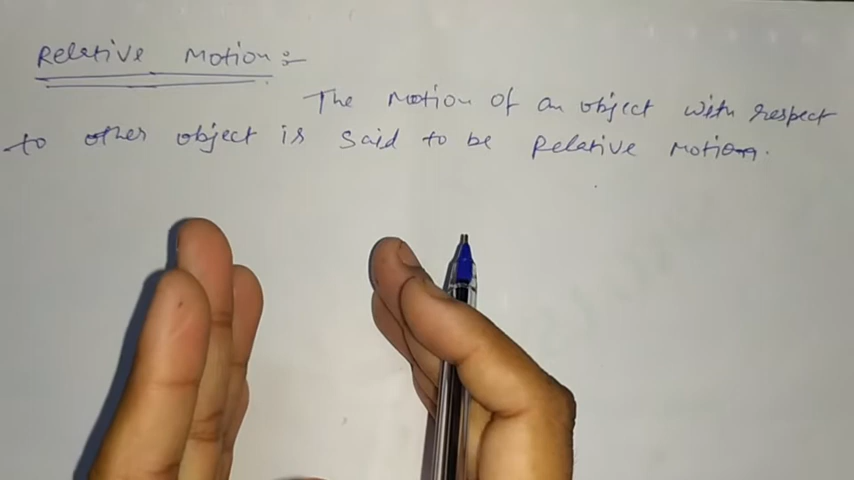 Relative Motion :-
The Motion of an object with respect
to other object is said to be Relative Motion.